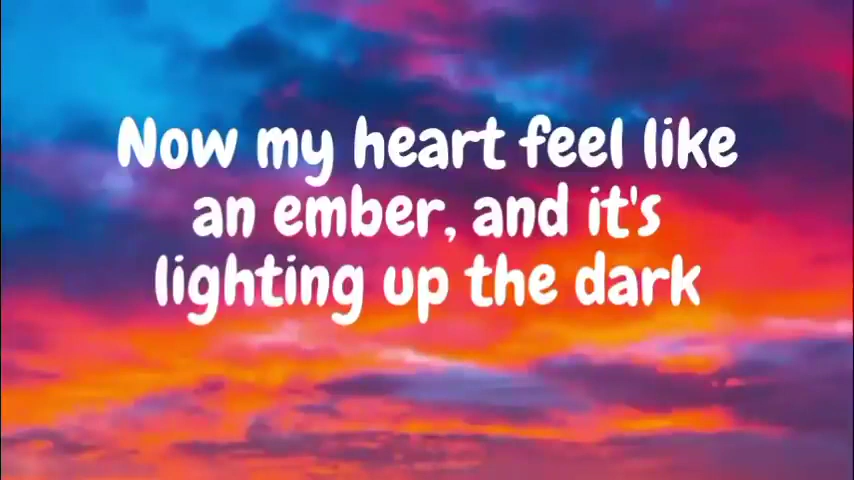 Now my heart feel like
an ember, and it's
lighting up the dark